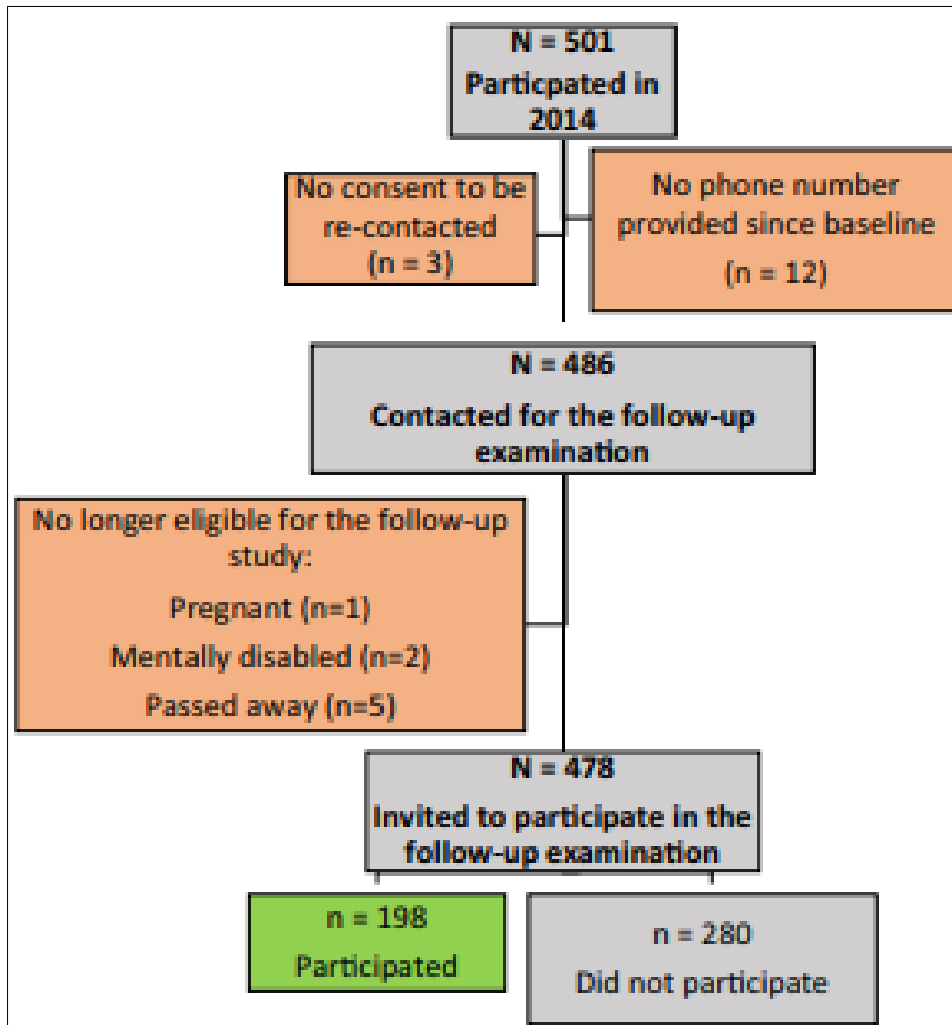 N = 501
Particpated in
2014
No consent to be
re-contacted
(n = 3)
No phone number
provided since baseline
(n = 12)
N = 486
Contacted for the follow-up
examination
No longer eligible for the follow-up
study:
Pregnant (n=1)
Mentally disabled (n=2)
Passed away (n=5)
N = 478
Invited to participate in the
follow-up examination
n = 198
Participated
n = 280
Did not participate